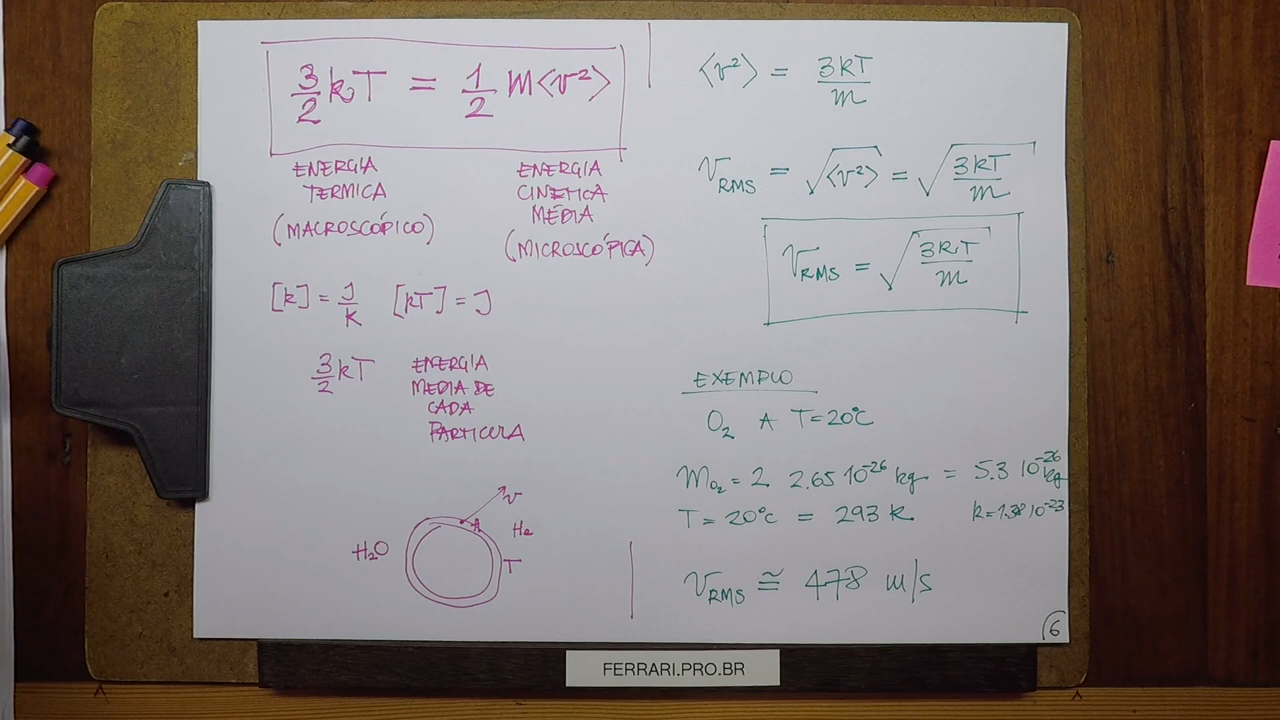 3/2 kT = 1/2 m⟨v²⟩
ENERGIA
TERMICA
(MACROSCÓPICO)
ENERGIA
CINETICA
MÉDIA
(MICROSCÓPICA)
[k] = J/K [kT] = J
3/2 kT
ENERGIA
MEDIA DE
CADA
PARTICULA
v
He
H₂O
T
⟨v²⟩ = 3kT/m
v_RMS = √⟨v²⟩ = √(3kT/m)
v_RMS = √(3kT/m)
EXEMPLO
O₂ A T=20°C
m_O₂ = 2 2.65 10⁻²⁶ kg = 5.3 10⁻²⁶ kg
T = 20°C = 293 K k=1.38 10⁻²³
v_RMS ≅ 478 m/s
6
FERRARI.PRO.BR